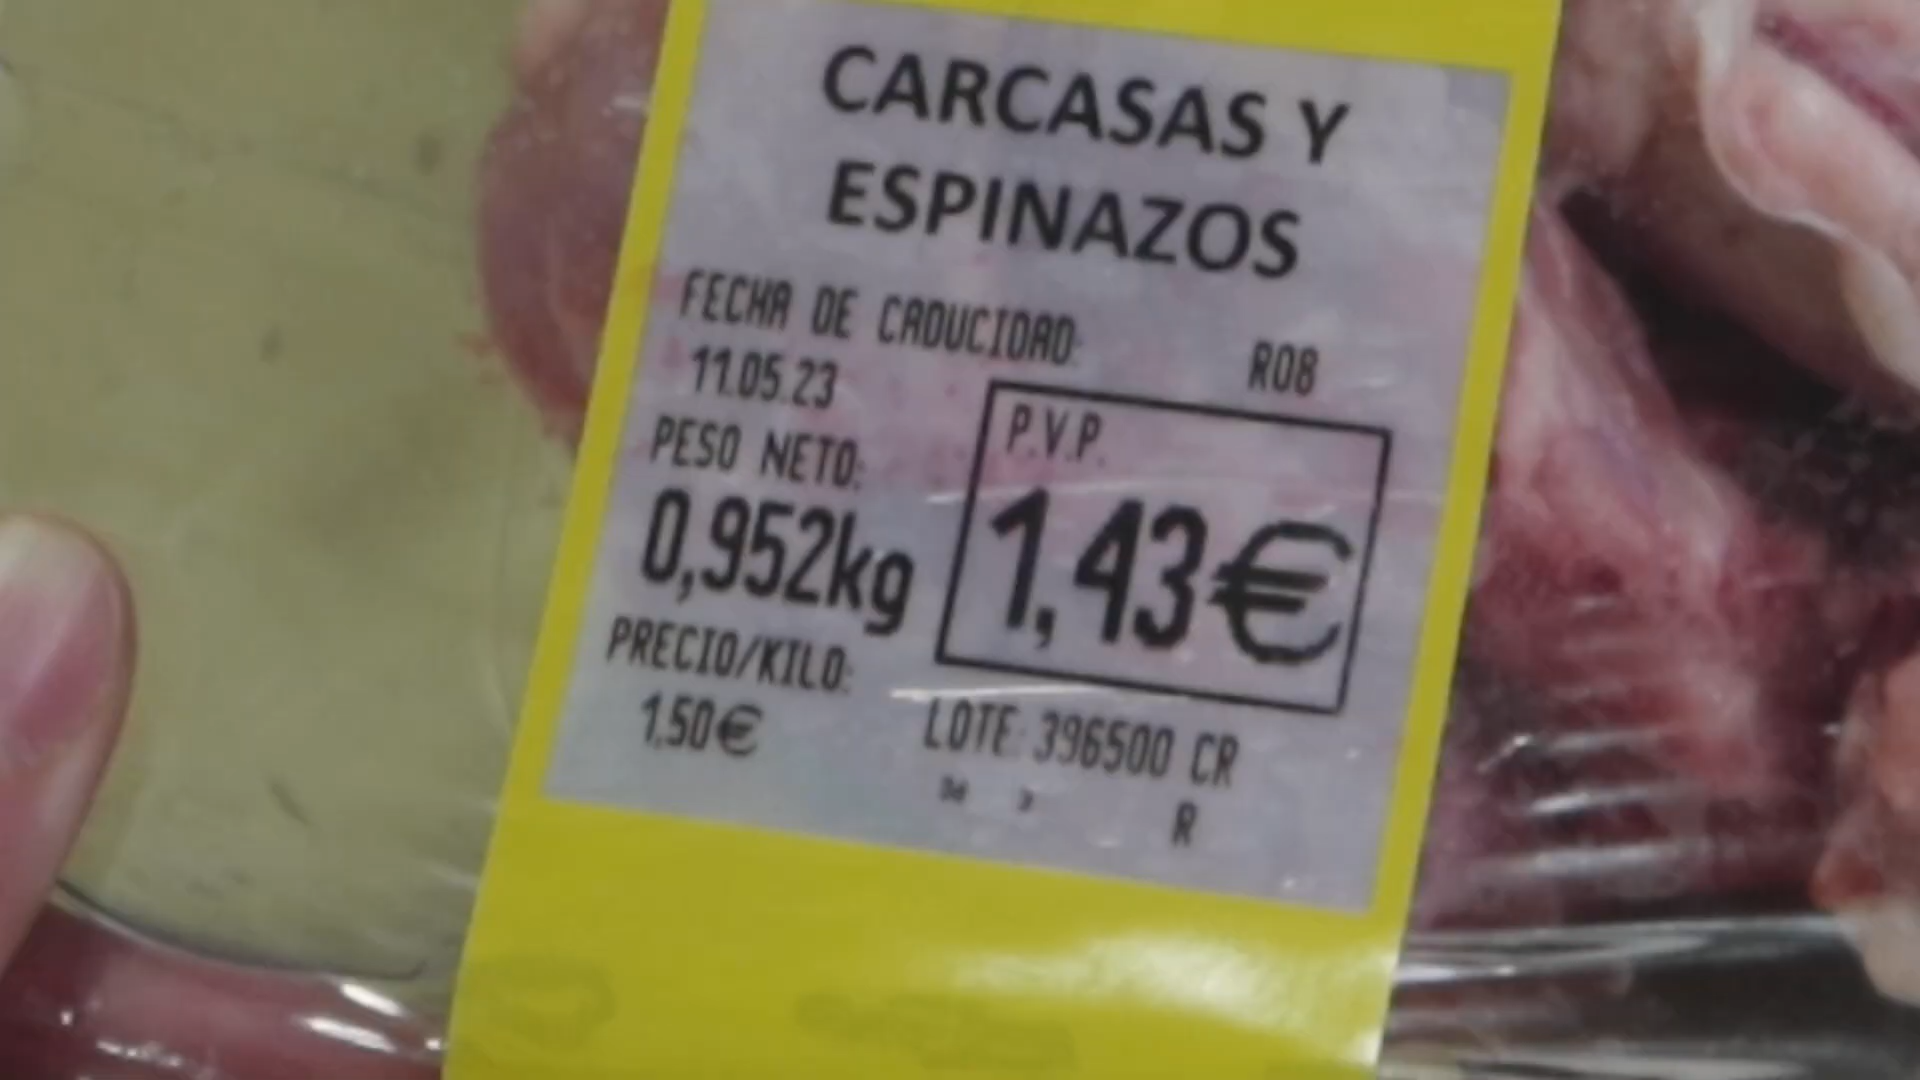 CARCASAS Y
ESPINAZOS
FECHA DE CADUCIDAD:
R08
11.05.23
PESO NETO:
P.V.P.
0,952kg
1,43€
PRECIO/KILO:
1.50€
LOTE: 396500 CR
R